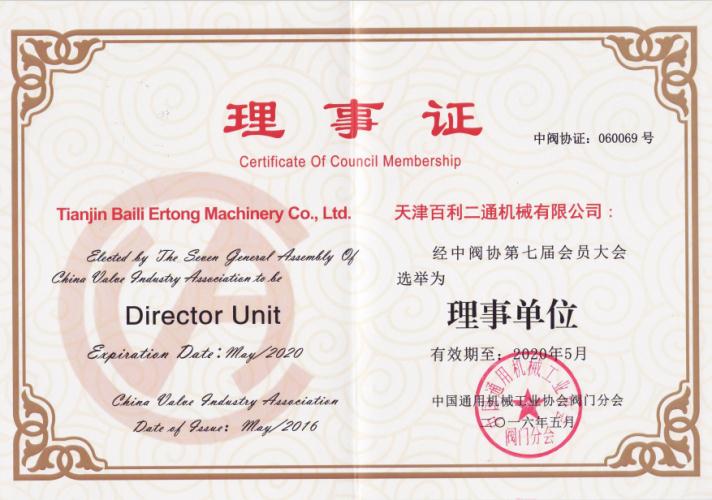 理事证
Certificate Of Council Membership
中阀协证：060069 号
Tianjin Baili Ertong Machinery Co., Ltd.
Elected by The Seven General Assembly Of
China Valve Industry Association to be
Director Unit
Expiration Date: May/2020
China Valve Industry Association
Date of Issue: May/2016
天津百利二通机械有限公司：
经中阀协第七届会员大会
选举为
理事单位
有效期至：2020年5月
中国通用机械工业协会阀门分会
二〇一六年五月
阀门分会